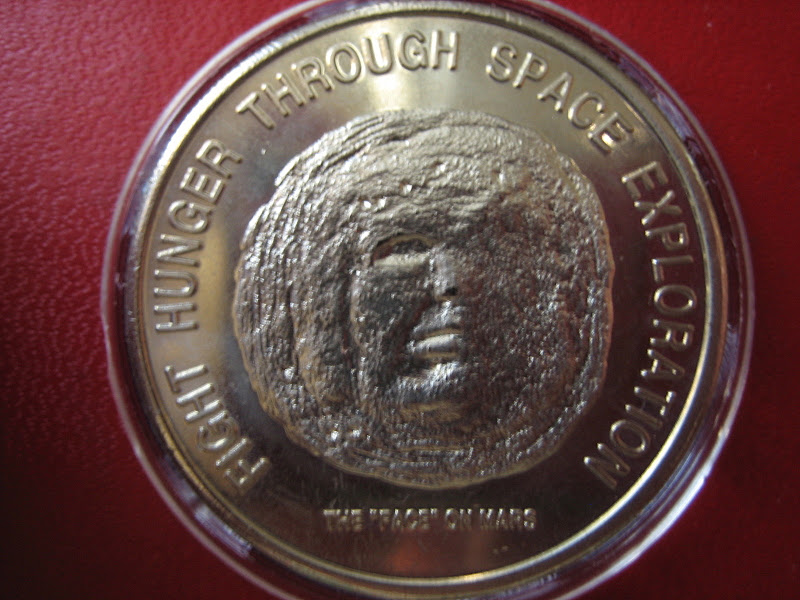 FIGHT HUNGER THROUGH SPACE EXPLORATION
THE "FACE" ON MARS